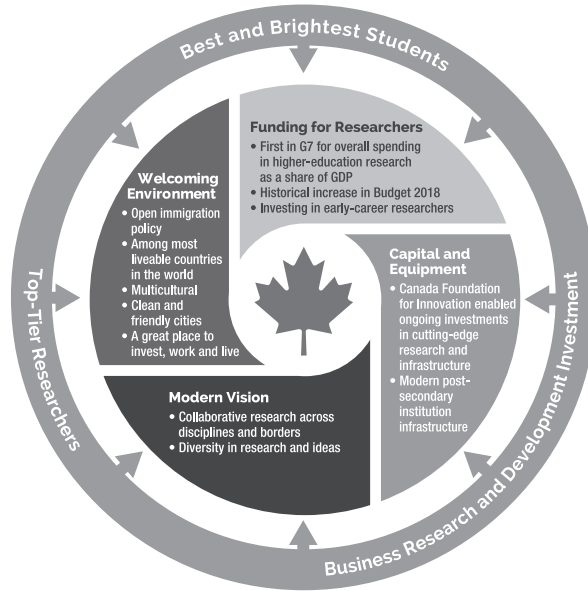 Best and Brightest Students
Funding for Researchers
• First in G7 for overall spending
in higher-education research
as a share of GDP
• Historical increase in Budget 2018
• Investing in early-career researchers
Welcoming
Environment
• Open immigration
policy
• Among most
liveable countries
in the world
• Multicultural
• Clean and
friendly cities
• A great place to
invest, work and live
Capital and
Equipment
• Canada Foundation
for Innovation enabled
ongoing investments
in cutting-edge
research and
infrastructure
• Modern post-
secondary
institution
infrastructure
Modern Vision
• Collaborative research across
disciplines and borders
• Diversity in research and ideas
Top-Tier Researchers
Business Research and Development Investment